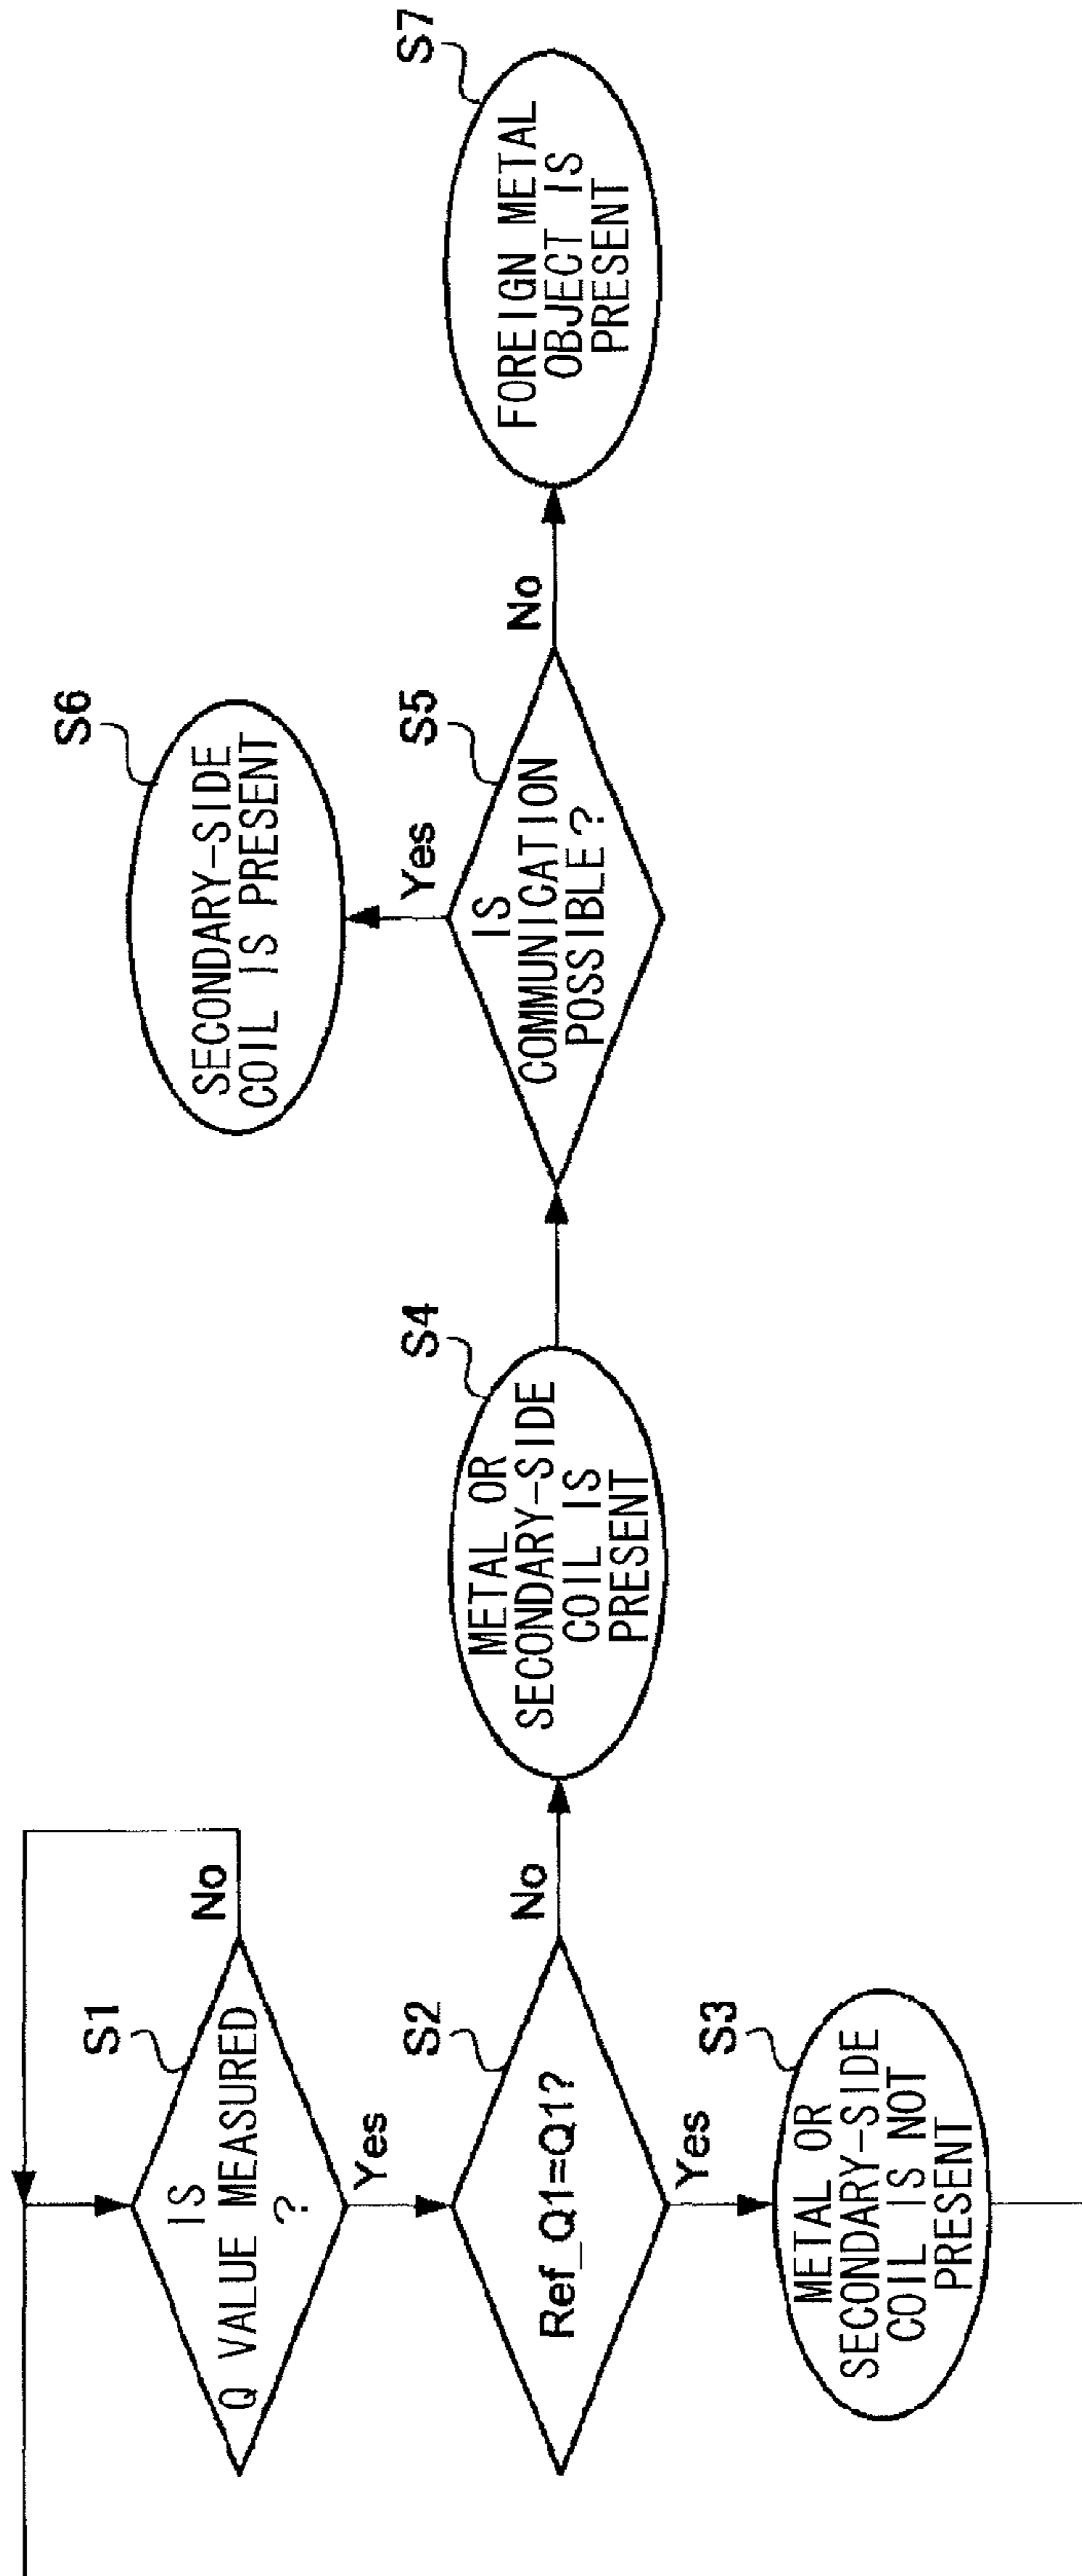 S1
IS
Q VALUE MEASURED
?
No
Yes
S2
Ref_Q1=Q1?
No
Yes
S3
METAL OR
SECONDARY-SIDE
COIL IS NOT
PRESENT
S4
METAL OR
SECONDARY-SIDE
COIL IS
PRESENT
S5
IS
COMMUNICATION
POSSIBLE?
Yes
No
S6
SECONDARY-SIDE
COIL IS PRESENT
S7
FOREIGN METAL
OBJECT IS
PRESENT